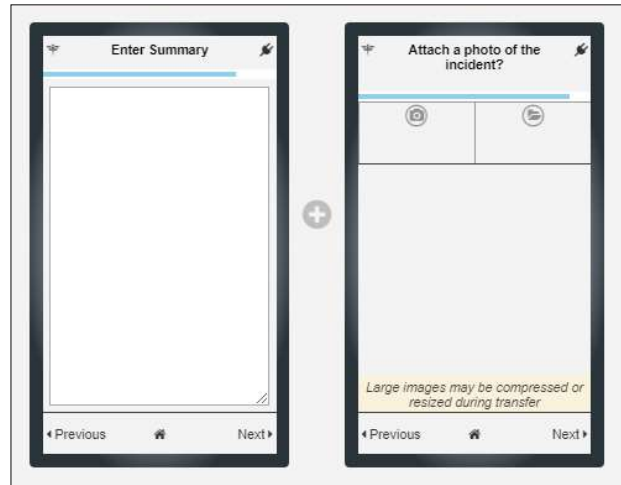 Enter Summary
Previous
Next
Attach a photo of the
incident?
Large images may be compressed or
resized during transfer
Previous
Next